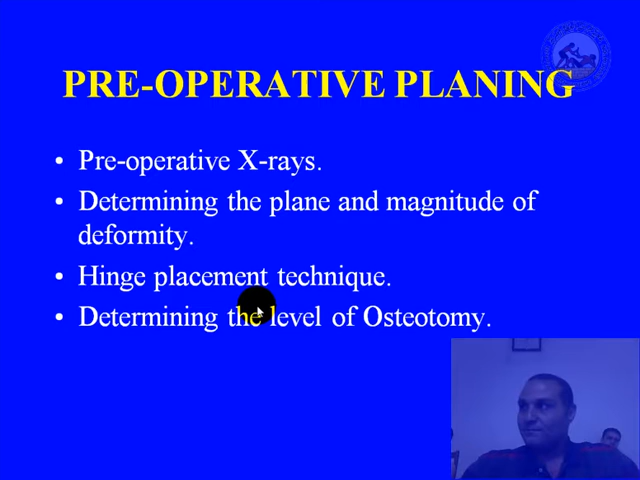 PRE-OPERATIVE PLANING
• Pre-operative X-rays.
• Determining the plane and magnitude of
deformity.
• Hinge placement technique.
• Determining the level of Osteotomy.